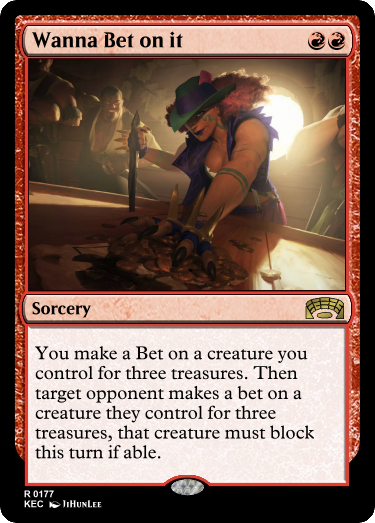 Wanna Bet on it
Sorcery
You make a Bet on a creature you
control for three treasures. Then
target opponent makes a bet on a
creature they control for three
treasures, that creature must block
this turn if able.
R 0177
KEC JiHunLee